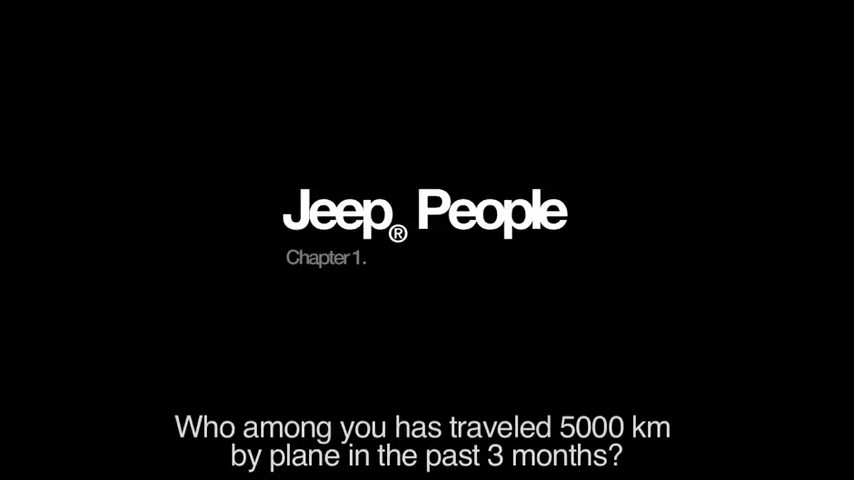 Jeep® People
Chapter 1.
Who among you has traveled 5000 km
by plane in the past 3 months?